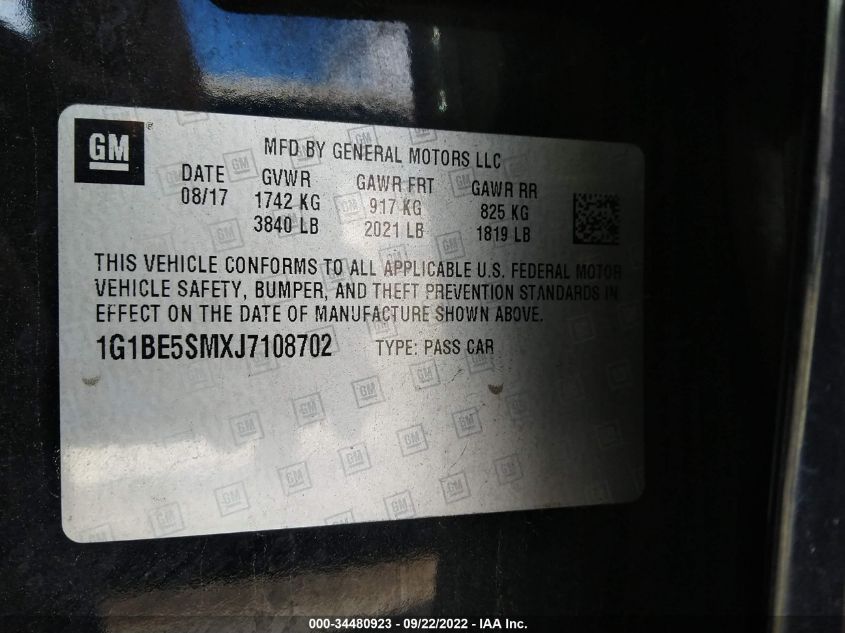 GM
MFD BY GENERAL MOTORS LLC
DATE GVWR GAWR FRT GAWR RR
08/17 1742 KG 917 KG 825 KG
3840 LB 2021 LB 1819 LB
THIS VEHICLE CONFORMS TO ALL APPLICABLE U.S. FEDERAL MOTOR
VEHICLE SAFETY, BUMPER, AND THEFT PREVENTION STANDARDS IN
EFFECT ON THE DATE OF MANUFACTURE SHOWN ABOVE.
1G1BE5SMXJ7108702 TYPE: PASS CAR
000-34480923 - 09/22/2022 - IAA Inc.